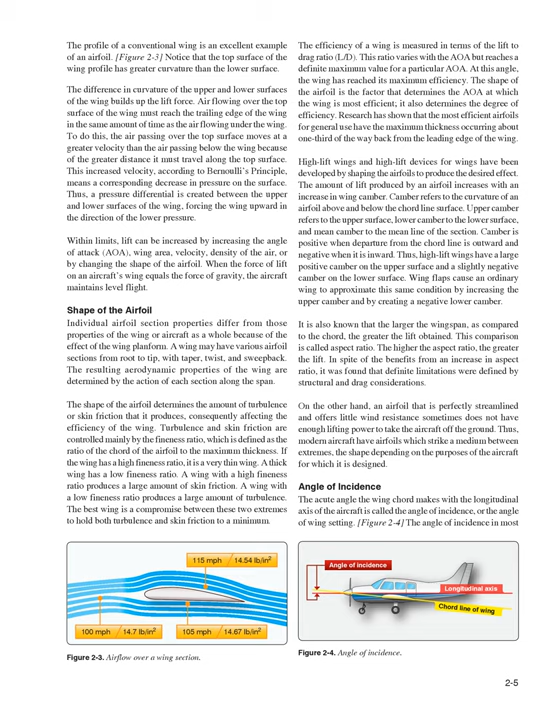 The profile of a conventional wing is an excellent example
of an airfoil. [Figure 2-3] Notice that the top surface of the
wing profile has greater curvature than the lower surface.
The difference in curvature of the upper and lower surfaces
of the wing builds up the lift force. Air flowing over the top
surface of the wing must reach the trailing edge of the wing
in the same amount of time as the air flowing under the wing.
To do this, the air passing over the top surface moves at a
greater velocity than the air passing below the wing because
of the greater distance it must travel along the top surface.
This increased velocity, according to Bernoulli's Principle,
means a corresponding decrease in pressure on the surface.
Thus, a pressure differential is created between the upper
and lower surfaces of the wing, forcing the wing upward in
the direction of the lower pressure.
Within limits, lift can be increased by increasing the angle
of attack (AOA), wing area, velocity, density of the air, or
by changing the shape of the airfoil. When the force of lift
on an aircraft's wing equals the force of gravity, the aircraft
maintains level flight.
Shape of the Airfoil
Individual airfoil section properties differ from those
properties of the wing or aircraft as a whole because of the
effect of the wing planform. A wing may have various airfoil
sections from root to tip, with taper, twist, and sweepback.
The resulting aerodynamic properties of the wing are
determined by the action of each section along the span.
The shape of the airfoil determines the amount of turbulence
or skin friction that it produces, consequently affecting the
efficiency of the wing. Turbulence and skin friction are
controlled mainly by the fineness ratio, which is defined as the
ratio of the chord of the airfoil to the maximum thickness. If
the wing has a high fineness ratio, it is a very thin wing. A thick
wing has a low fineness ratio. A wing with a high fineness
ratio produces a large amount of skin friction. A wing with
a low fineness ratio produces a large amount of turbulence.
The best wing is a compromise between these two extremes
to hold both turbulence and skin friction to a minimum.
115 mph 14.54 lb/in2
100 mph 14.7 lb/in2
105 mph 14.67 lb/in2
Figure 2-3. Airflow over a wing section.
The efficiency of a wing is measured in terms of the lift to
drag ratio (L/D). This ratio varies with the AOA but reaches a
definite maximum value for a particular AOA. At this angle,
the wing has reached its maximum efficiency. The shape of
the airfoil is the factor that determines the AOA at which
the wing is most efficient; it also determines the degree of
efficiency. Research has shown that the most efficient airfoils
for general use have the maximum thickness occurring about
one-third of the way back from the leading edge of the wing.
High-lift wings and high-lift devices for wings have been
developed by shaping the airfoils to produce the desired effect.
The amount of lift produced by an airfoil increases with an
increase in wing camber. Camber refers to the curvature of an
airfoil above and below the chord line surface. Upper camber
refers to the upper surface, lower camber to the lower surface,
and mean camber to the mean line of the section. Camber is
positive when departure from the chord line is outward and
negative when it is inward. Thus, high-lift wings have a large
positive camber on the upper surface and a slightly negative
camber on the lower surface. Wing flaps cause an ordinary
wing to approximate this same condition by increasing the
upper camber and by creating a negative lower camber.
It is also known that the larger the wingspan, as compared
to the chord, the greater the lift obtained. This comparison
is called aspect ratio. The higher the aspect ratio, the greater
the lift. In spite of the benefits from an increase in aspect
ratio, it was found that definite limitations were defined by
structural and drag considerations.
On the other hand, an airfoil that is perfectly streamlined
and offers little wind resistance sometimes does not have
enough lifting power to take the aircraft off the ground. Thus,
modern aircraft have airfoils which strike a medium between
extremes, the shape depending on the purposes of the aircraft
for which it is designed.
Angle of Incidence
The acute angle the wing chord makes with the longitudinal
axis of the aircraft is called the angle of incidence, or the angle
of wing setting. [Figure 2-4] The angle of incidence in most
Angle of incidence
Longitudinal axis
Chord line of wing
Figure 2-4. Angle of incidence.
2-5